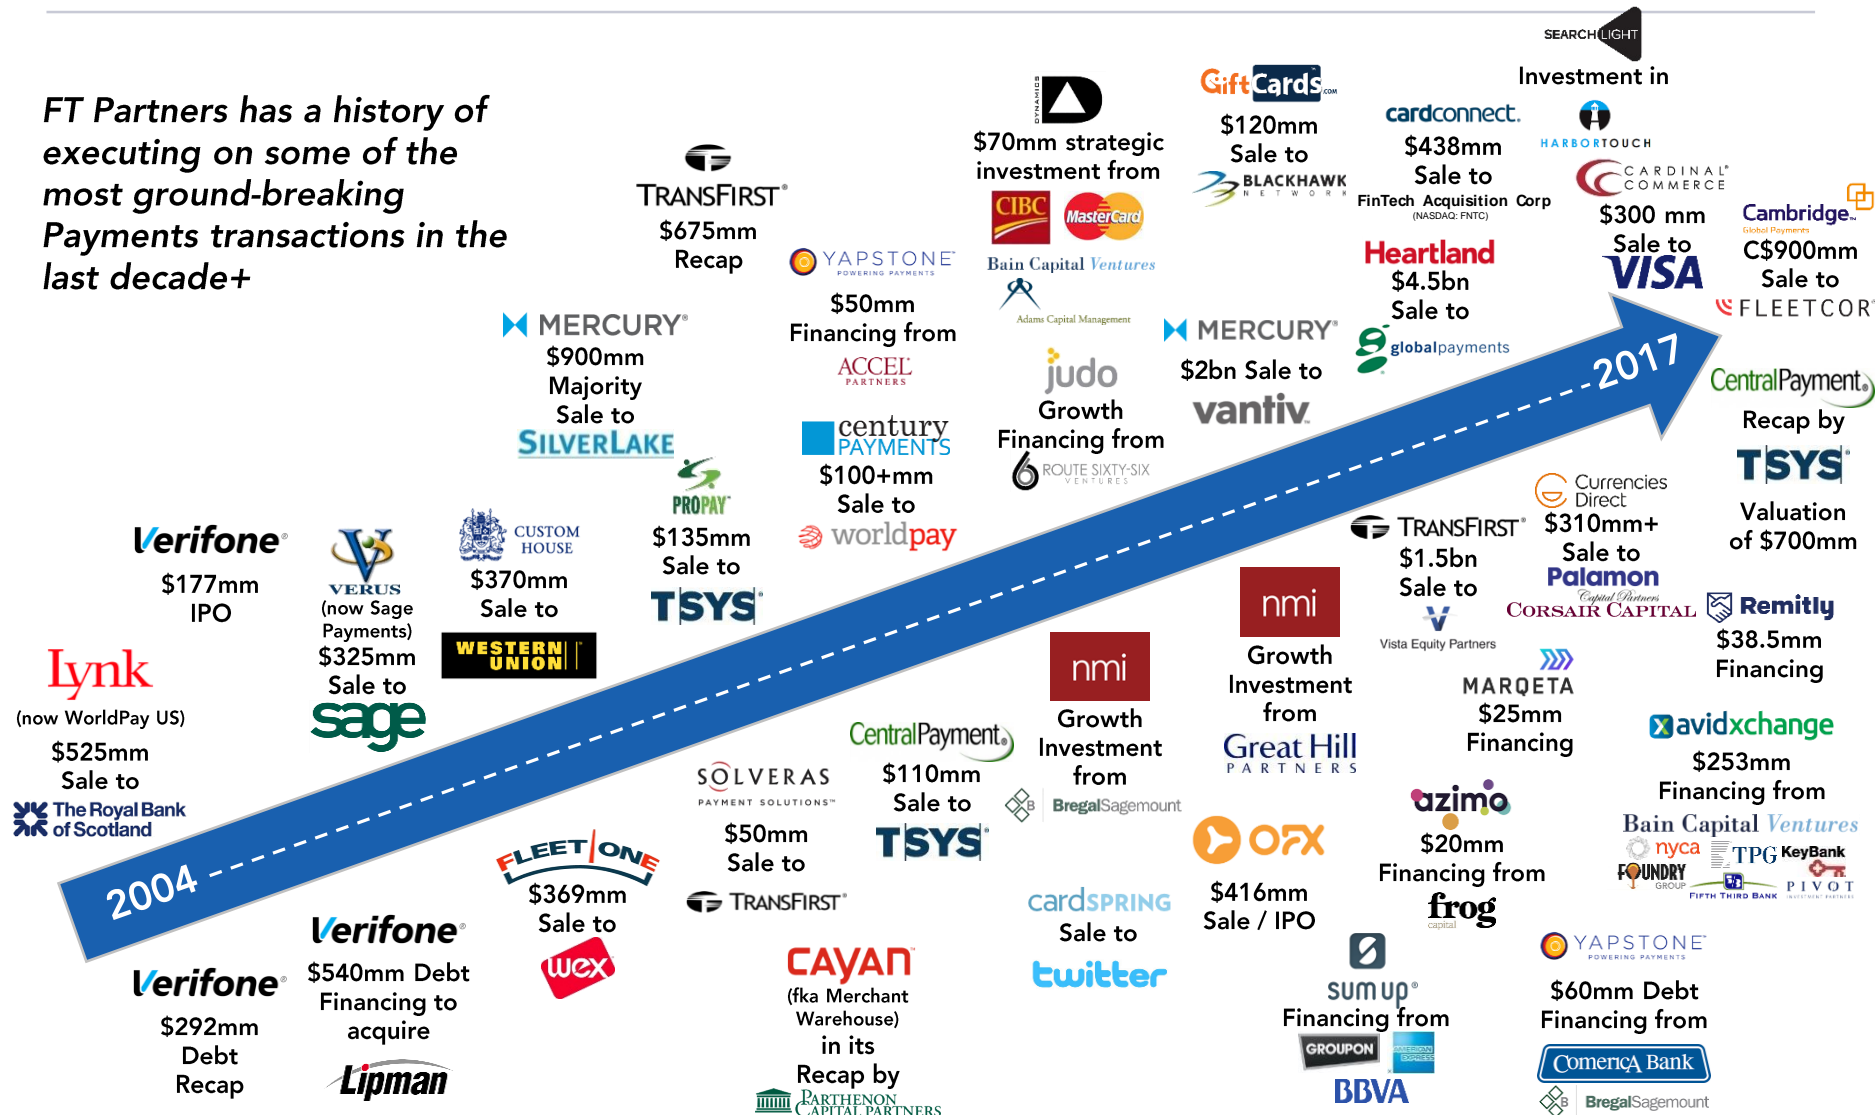 FT Partners has a history of
executing on some of the
most ground-breaking
Payments transactions in the
last decade+
Lynk
(now WorldPay US)
$525mm
Sale to
The Royal Bank
of Scotland
Verifone
$177mm
IPO
VERUS
(now Sage
Payments)
$325mm
Sale to
sage
CUSTOM
HOUSE
$370mm
Sale to
WESTERN
UNION
MERCURY®
$900mm
Majority
Sale to
SILVERLAKE
PROPAY
$135mm
Sale to
TSYS
TRANSFIRST®
$675mm
Recap
YAPSTONE
POWERING PAYMENTS
$50mm
Financing from
ACCEL
PARTNERS
century
PAYMENTS
$100+mm
Sale to
worldpay
DYNAMICS
$70mm strategic
investment from
CIBC
MasterCard
Bain Capital Ventures
Adams Capital Management
judo
Growth
Financing from
6 ROUTE SIXTY-SIX
VENTURES
GiftCards.com
$120mm
Sale to
BLACKHAWK
NETWORK
MERCURY®
$2bn Sale to
vantiv
cardconnect.
$438mm
Sale to
FinTech Acquisition Corp
(NASDAQ: FNTC)
Heartland
$4.5bn
Sale to
globalpayments
SEARCHLIGHT
Investment in
HARBORTOUCH
CARDINAL®
COMMERCE
$300 mm
Sale to
VISA
Cambridge
Global Payments
C$900mm
Sale to
FLEETCOR
CentralPayment®
Recap by
TSYS
Valuation
of $700mm
2004
2017
Verifone
$292mm
Debt
Recap
Verifone
$540mm Debt
Financing to
acquire
Lipman
FLEET ONE
$369mm
Sale to
wex
SOLVERAS
PAYMENT SOLUTIONS
$50mm
Sale to
TRANSFIRST®
CAYAN
(fka Merchant
Warehouse)
in its
Recap by
PARTHENON
CAPITAL PARTNERS
CentralPayment®
$110mm
Sale to
TSYS
nmi
Growth
Investment
from
B BregalSagemount
cardSPRING
Sale to
twitter
nmi
Growth
Investment
from
Great Hill
PARTNERS
OFX
$416mm
Sale / IPO
sumup®
Financing from
GROUPON
AMERICAN
EXPRESS
BBVA
TRANSFIRST®
$1.5bn
Sale to
Vista Equity Partners
Currencies
Direct
$310mm+
Sale to
Palamon
Capital Partners
CORSAIR CAPITAL
MARQETA
$25mm
Financing
azimo
$20mm
Financing from
frog
capital
Remitly
$38.5mm
Financing
avidxchange
$253mm
Financing from
Bain Capital Ventures
nyca
TPG
KeyBank
FOUNDRY
GROUP
FIFTH THIRD BANK
PIVOT
INVESTMENT PARTNERS
YAPSTONE
POWERING PAYMENTS
$60mm Debt
Financing from
ComericA Bank
B BregalSagemount